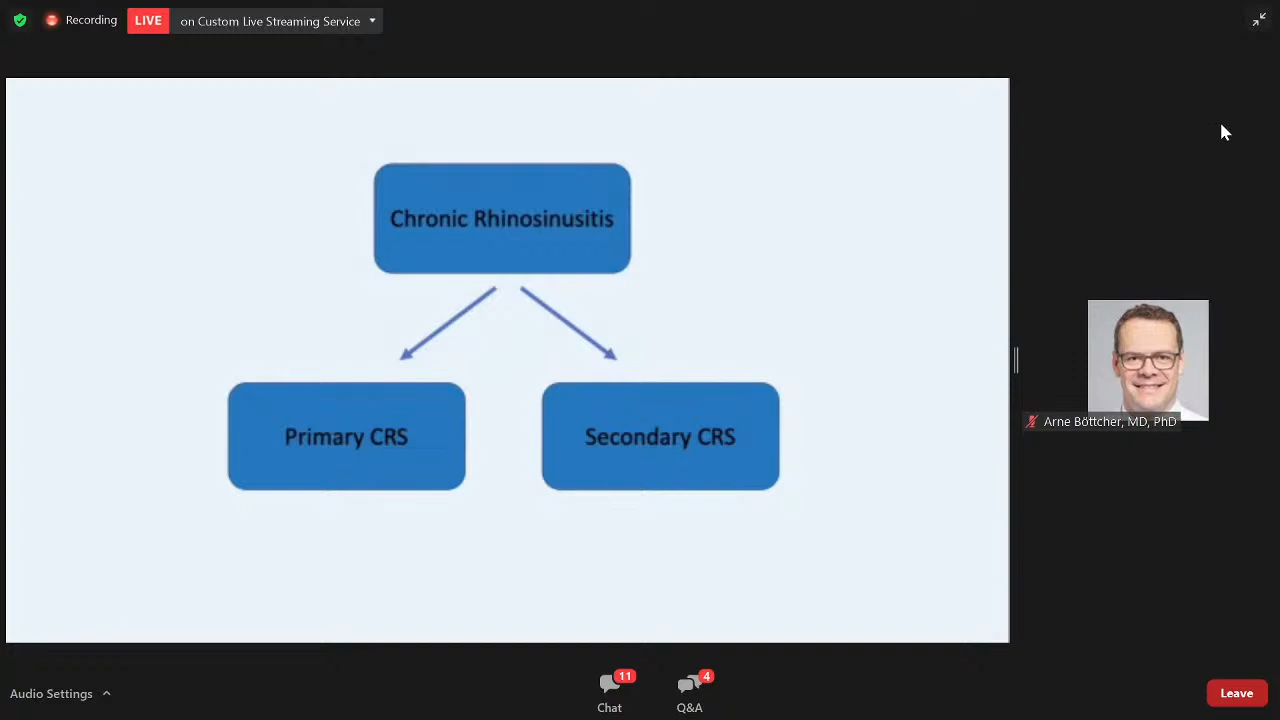 Recording
LIVE
on Custom Live Streaming Service
Chronic Rhinosinusitis
Primary CRS
Secondary CRS
Arne Böttcher, MD, PhD
Audio Settings
11
Chat
4
Q&A
Leave